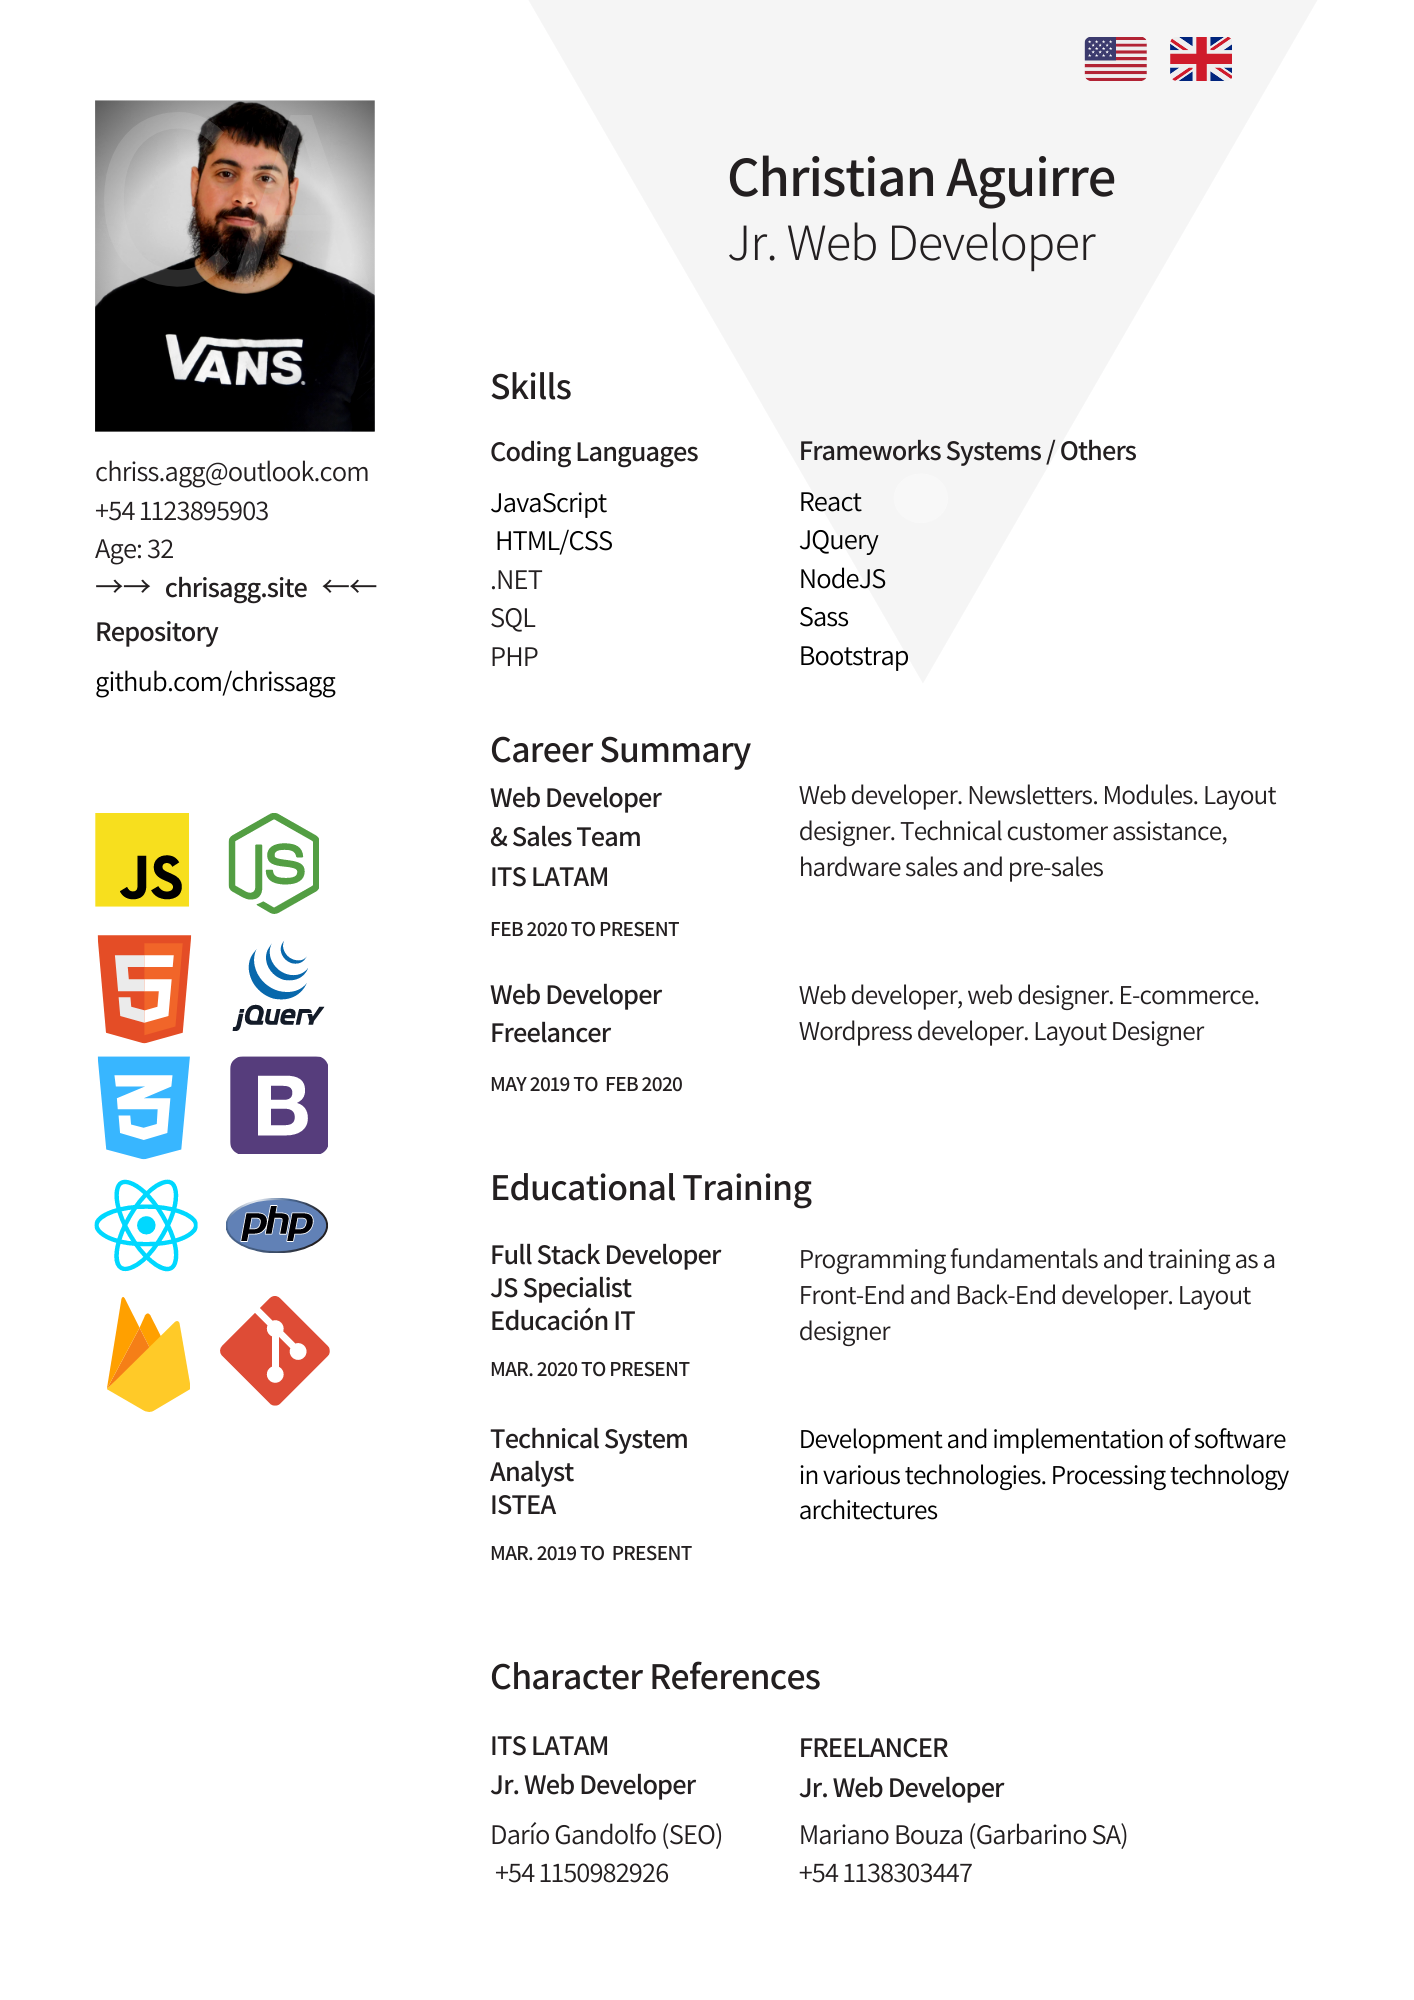 Christian Aguirre
Jr. Web Developer
CA
VANS
chriss.agg@outlook.com
+54 1123895903
Age: 32
→→ chrisagg.site ←←
Repository
github.com/chrissagg
JS
JS
5
jQuery
3
B
php
Skills
Coding Languages
JavaScript
HTML/CSS
.NET
SQL
PHP
Frameworks Systems / Others
React
JQuery
NodeJS
Sass
Bootstrap
Career Summary
Web Developer
& Sales Team
ITS LATAM
FEB 2020 TO PRESENT
Web developer. Newsletters. Modules. Layout
designer. Technical customer assistance,
hardware sales and pre-sales
Web Developer
Freelancer
MAY 2019 TO FEB 2020
Web developer, web designer. E-commerce.
Wordpress developer. Layout Designer
Educational Training
Full Stack Developer
JS Specialist
Educación IT
MAR. 2020 TO PRESENT
Programming fundamentals and training as a
Front-End and Back-End developer. Layout
designer
Technical System
Analyst
ISTEA
MAR. 2019 TO PRESENT
Development and implementation of software
in various technologies. Processing technology
architectures
Character References
ITS LATAM
Jr. Web Developer
Darío Gandolfo (SEO)
+54 1150982926
FREELANCER
Jr. Web Developer
Mariano Bouza (Garbarino SA)
+54 1138303447